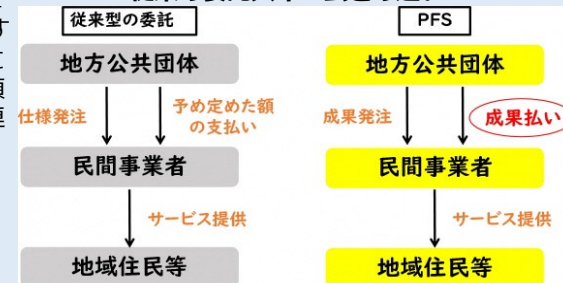 従来型の委託
地方公共団体
仕様発注
予め定めた額
の支払い
民間事業者
サービス提供
地域住民等
PFS
地方公共団体
成果発注
成果払い
民間事業者
サービス提供
地域住民等